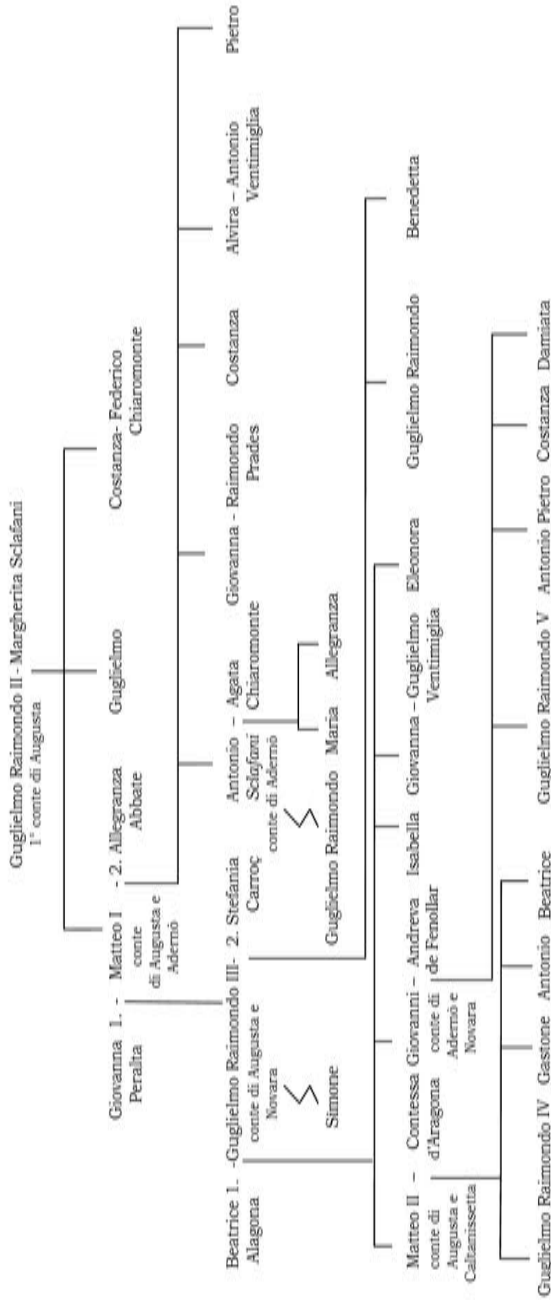 Guglielmo Raimondo II - Margherita Sclafani
1° conte di Augusta
Giovanna 1. - Matteo I - 2. Allegranza Guglielmo Costanza- Federico
Peralta conte Abbate Chiaromonte
di Augusta e
Adernò
Beatrice 1. -Guglielmo Raimondo III- 2. Stefania Antonio – Agata Giovanna - Raimondo Costanza Alvira – Antonio Pietro
Alagona conte di Augusta e Carroç Sclafani Chiaromonte Prades Ventimiglia
Novara conte di Adernò
Simone Guglielmo Raimondo Maria Allegranza
Matteo II – Contessa Giovanni – Andreva Isabella Giovanna – Guglielmo Eleonora Guglielmo Raimondo Benedetta
conte di d'Aragona conte di de Fenollar Ventimiglia
Augusta e Adernò e
Caltanissetta Novara
Guglielmo Raimondo IV Gastone Antonio Beatrice Guglielmo Raimondo V Antonio Pietro Costanza Damiata